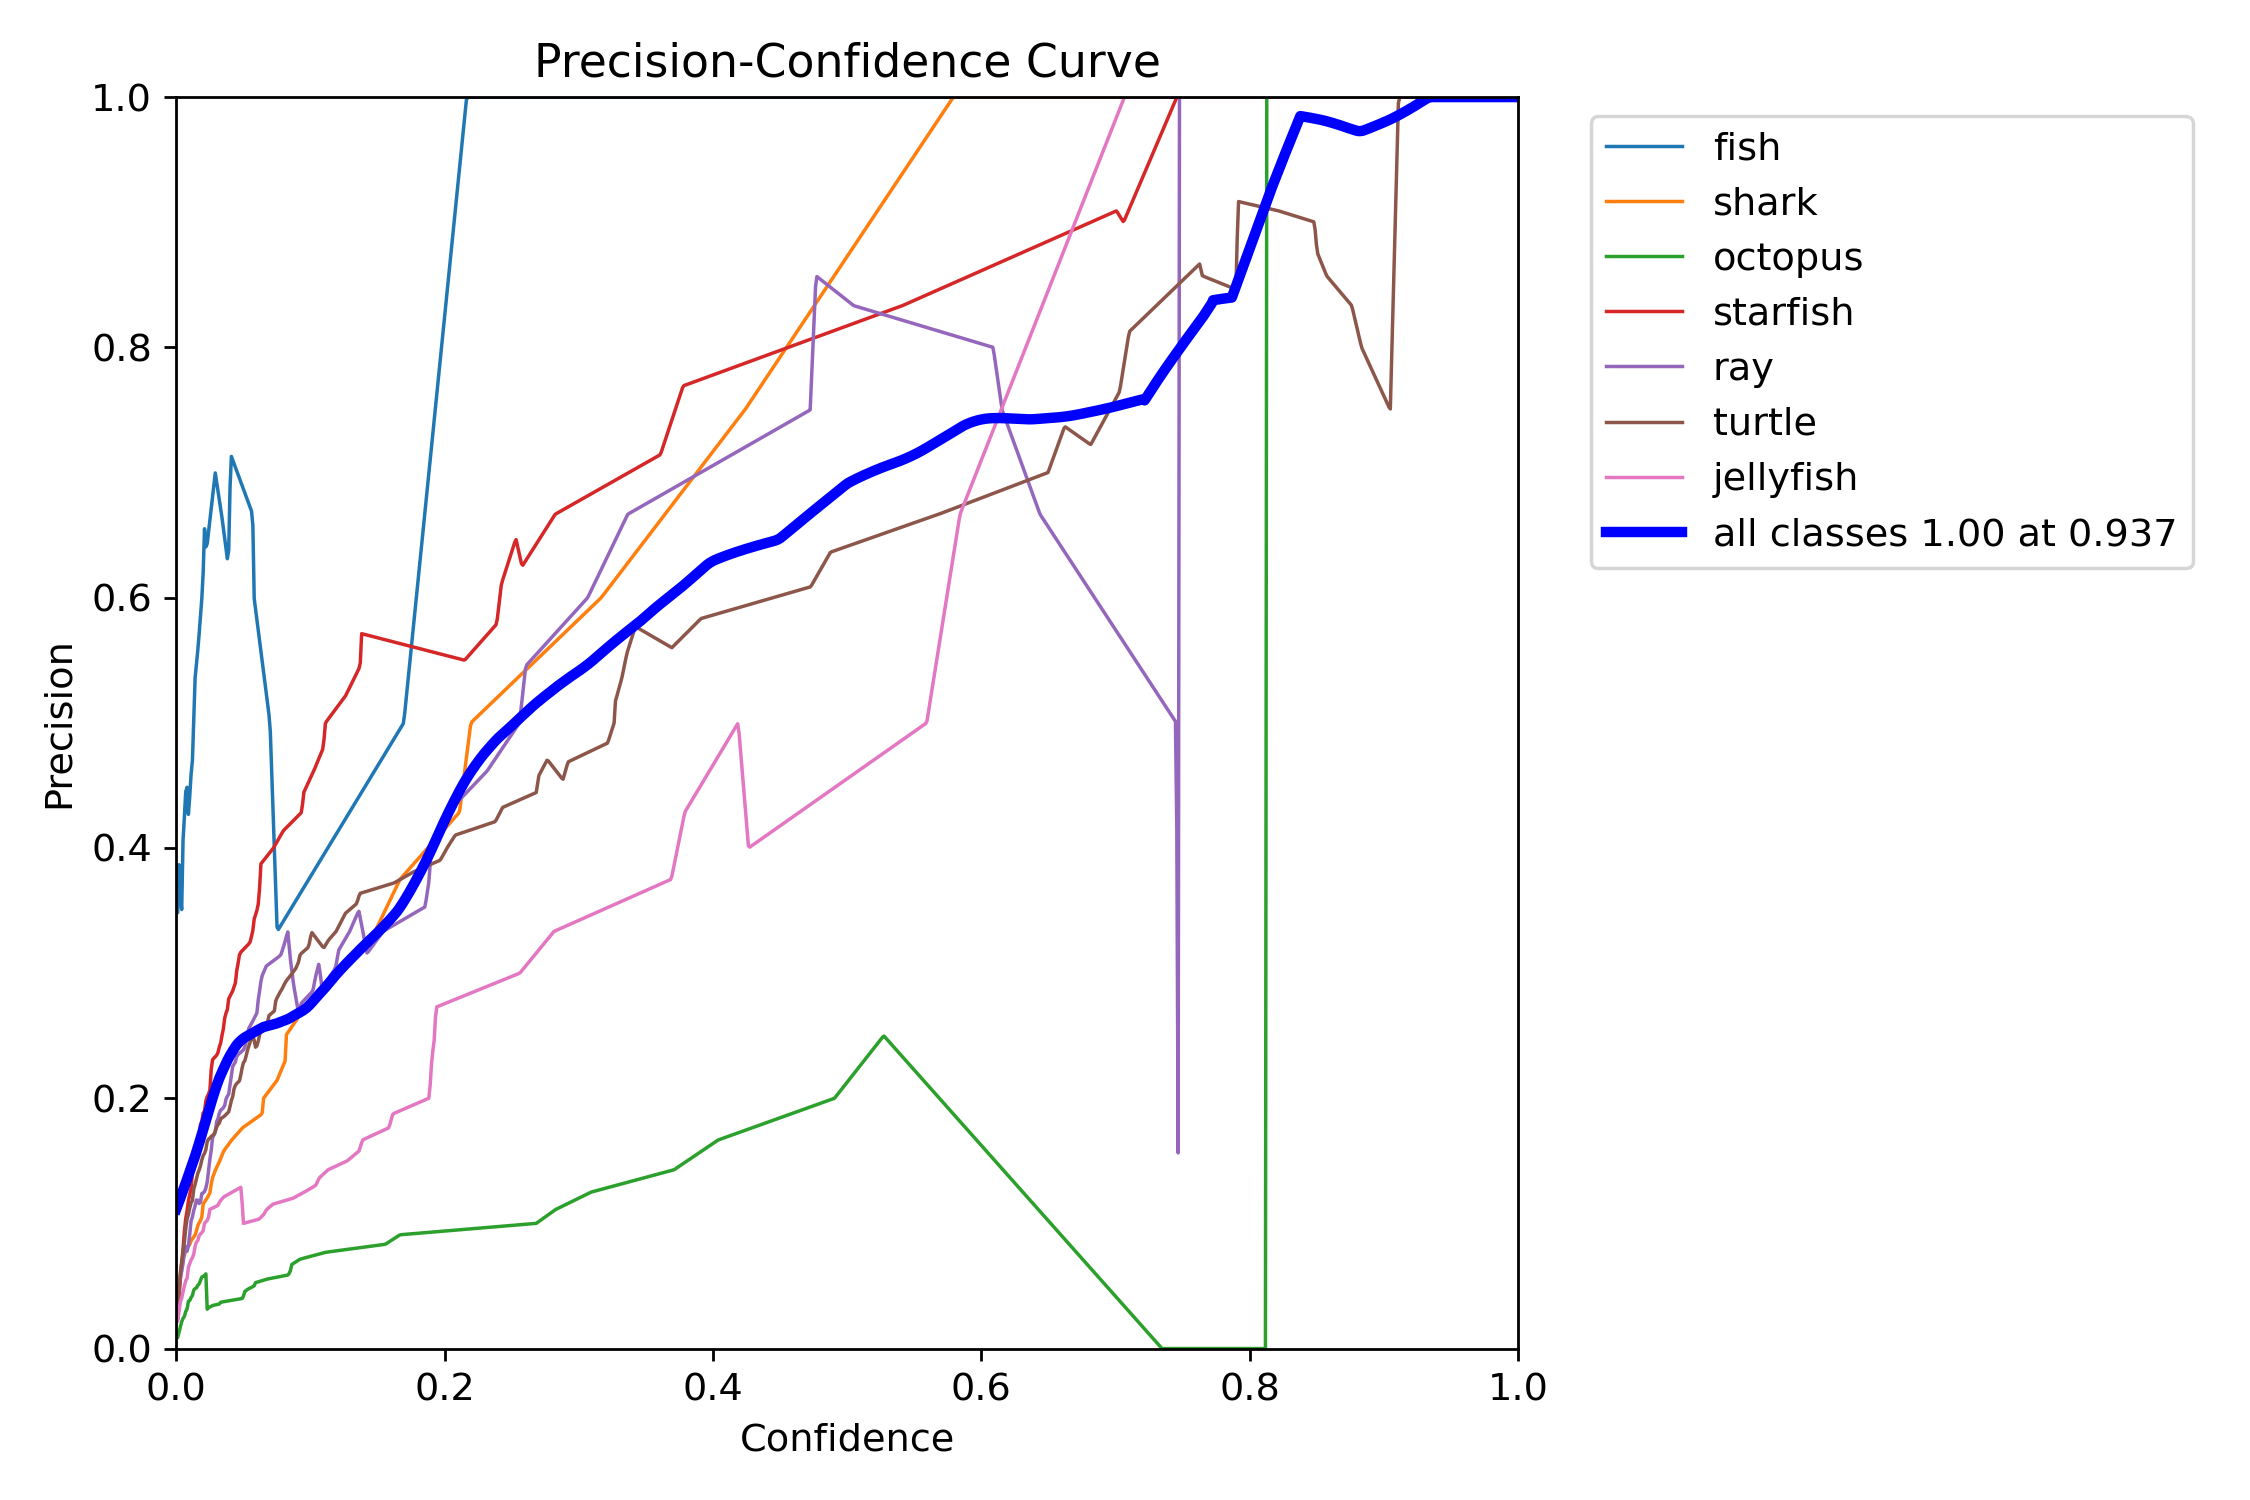 Precision-Confidence Curve
1.0
0.8
0.6
0.4
0.2
0.0
Precision
0.0 0.2 0.4 0.6 0.8 1.0
Confidence
fish
shark
octopus
starfish
ray
turtle
jellyfish
all classes 1.00 at 0.937